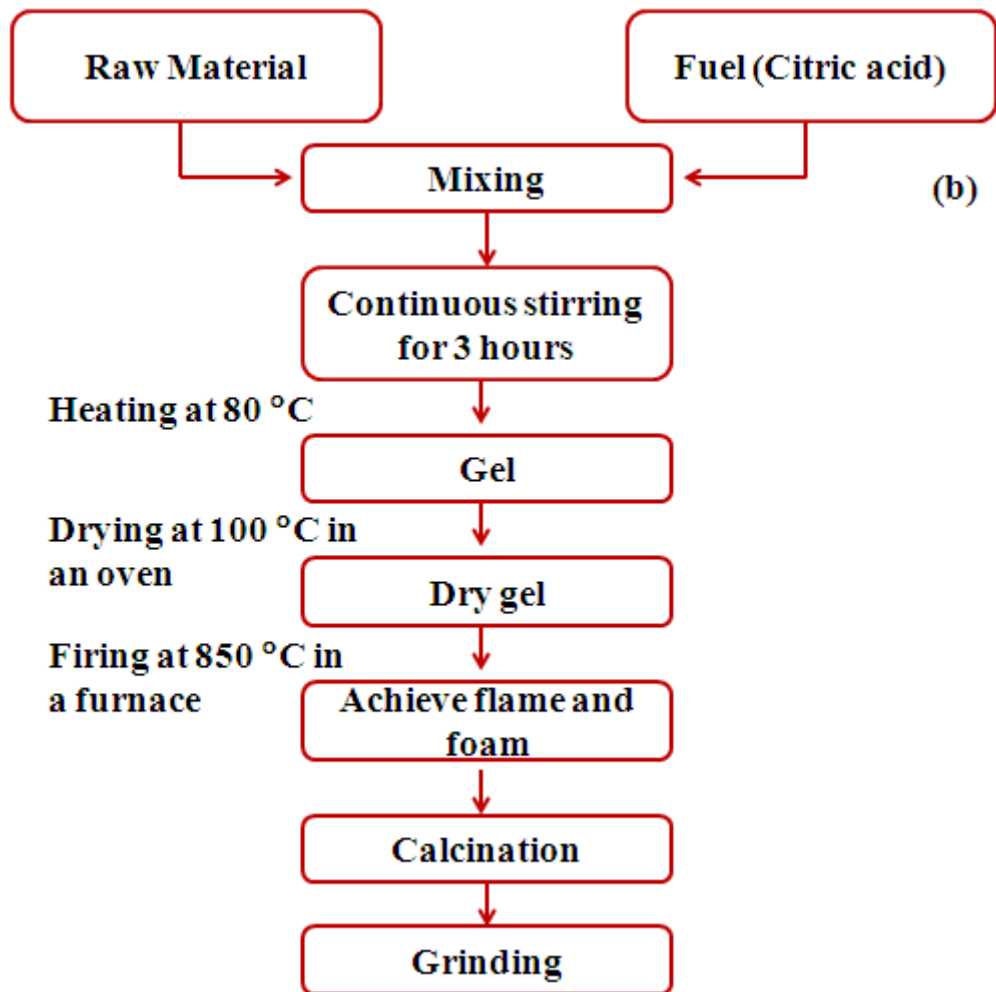 Raw Material
Fuel (Citric acid)
Mixing
(b)
Continuous stirring
for 3 hours
Heating at 80 °C
Gel
Drying at 100 °C in
an oven
Dry gel
Firing at 850 °C in
a furnace
Achieve flame and
foam
Calcination
Grinding